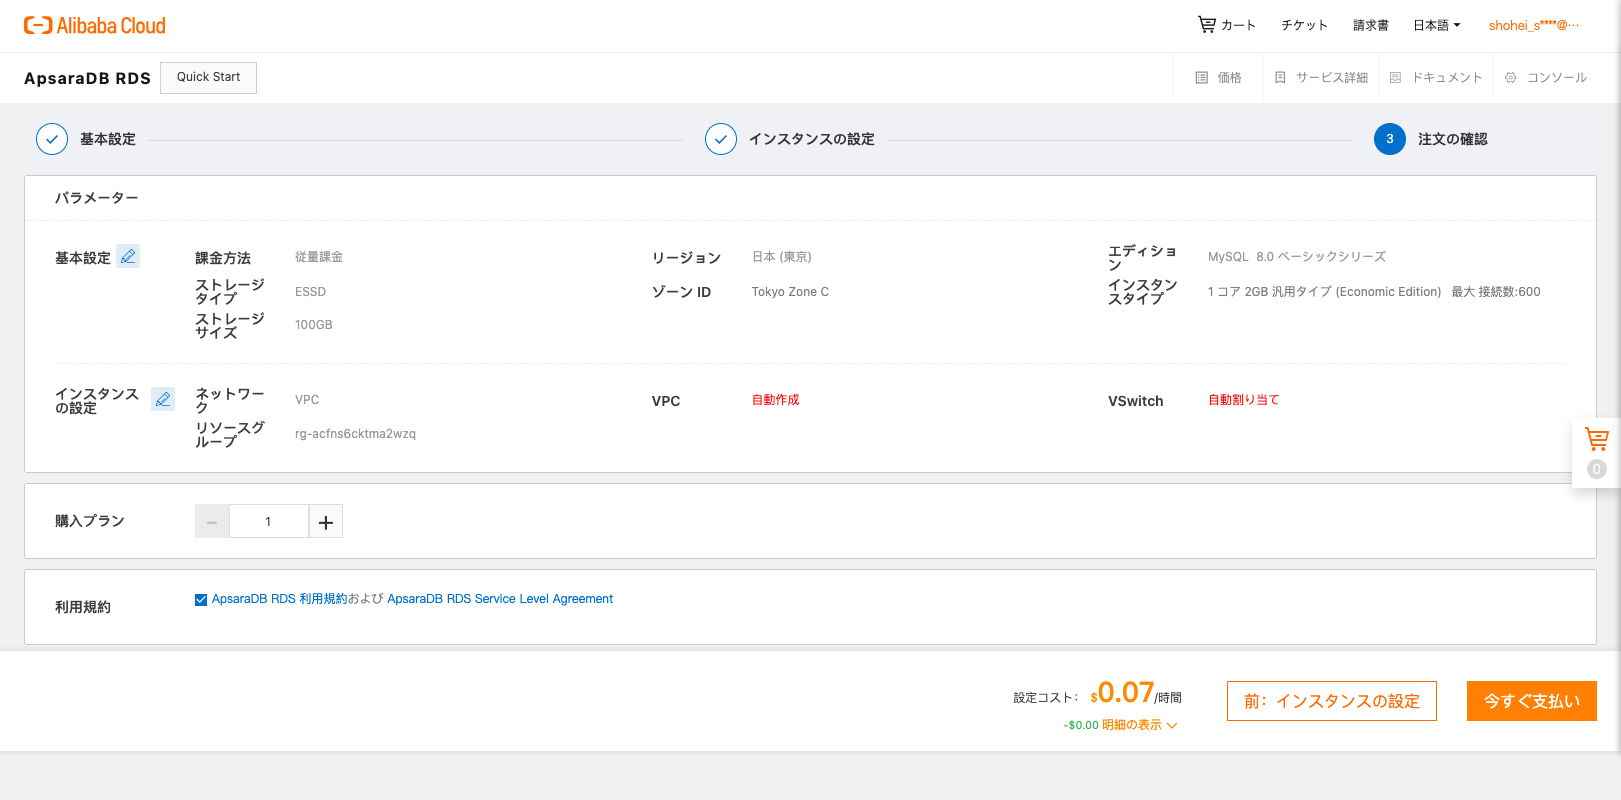 Alibaba Cloud
カート チケット 請求書 日本語 shohei_s****@···
ApsaraDB RDS Quick Start
価格 サービス詳細 ドキュメント コンソール
基本設定 インスタンスの設定 3 注文の確認
パラメーター
基本設定 課金方法 従量課金 リージョン 日本 (東京) エディション MySQL 8.0 ベーシックシリーズ
ストレージタイプ ESSD ゾーン ID Tokyo Zone C インスタンスタイプ 1 コア 2GB 汎用タイプ (Economic Edition) 最大 接続数:600
ストレージサイズ 100GB
インスタンスの設定 ネットワーク VPC VPC 自動作成 VSwitch 自動割り当て
リソースグループ rg-acfns6cktma2wzq
0
購入プラン − 1 +
利用規約 ApsaraDB RDS 利用規約および ApsaraDB RDS Service Level Agreement
設定コスト: $0.07/時間 前: インスタンスの設定 今すぐ支払い
-$0.00 明細の表示